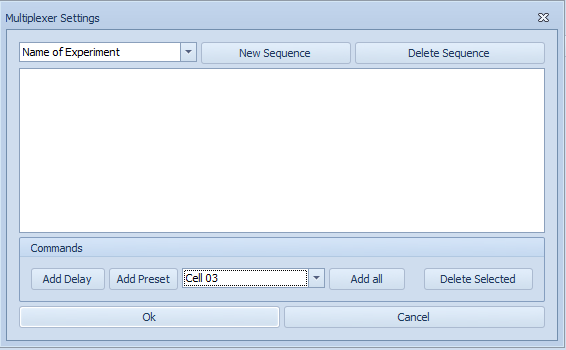 Multiplexer Settings
Name of Experiment New Sequence Delete Sequence
Commands
Add Delay Add Preset Cell 03 Add all Delete Selected
Ok Cancel